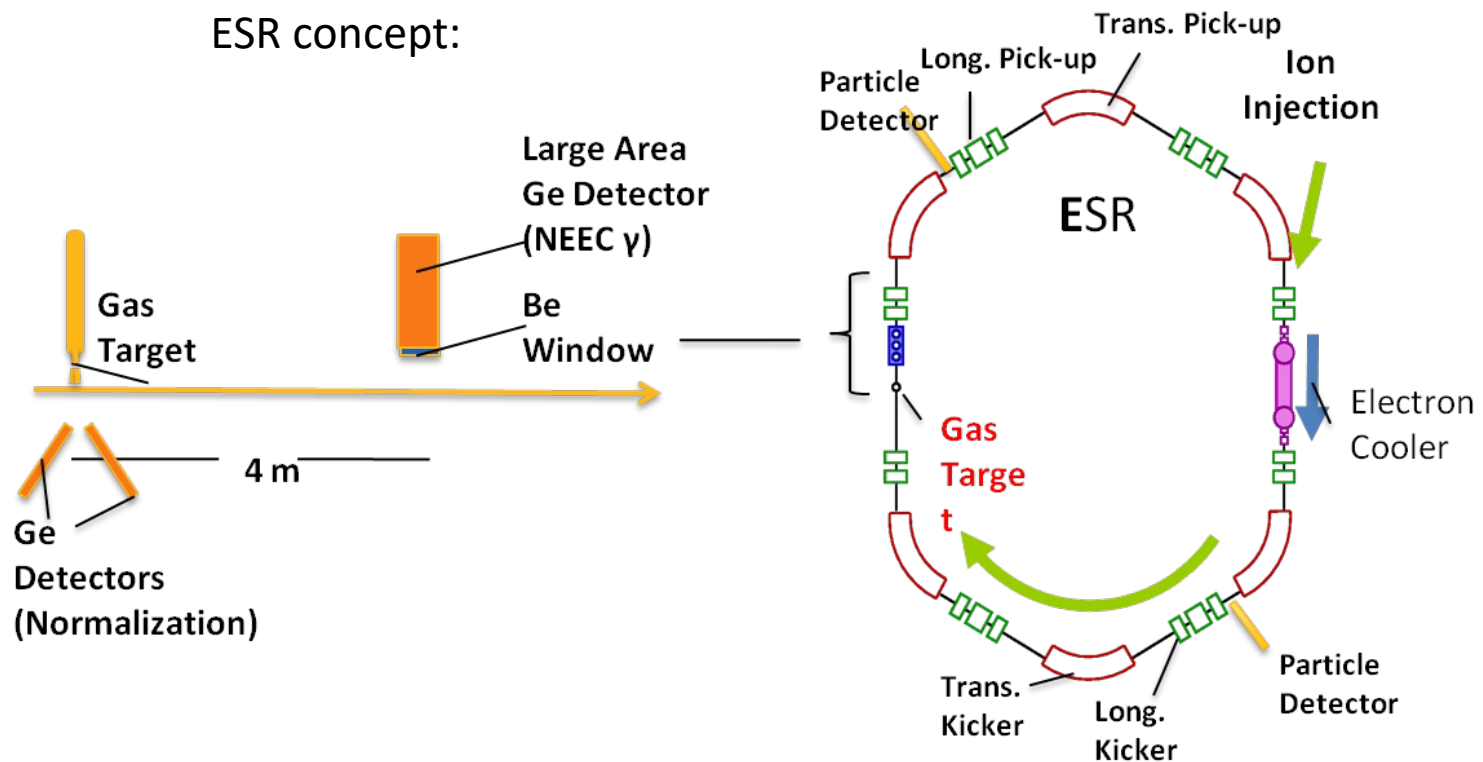 ESR concept:
Large Area
Ge Detector
(NEEC γ)
Gas
Target
Be
Window
4 m
Ge
Detectors
(Normalization)
Trans. Pick-up
Long. Pick-up
Particle
Detector
Ion
Injection
ESR
Electron
Cooler
Gas
Targe
t
Particle
Detector
Trans.
Kicker
Long.
Kicker